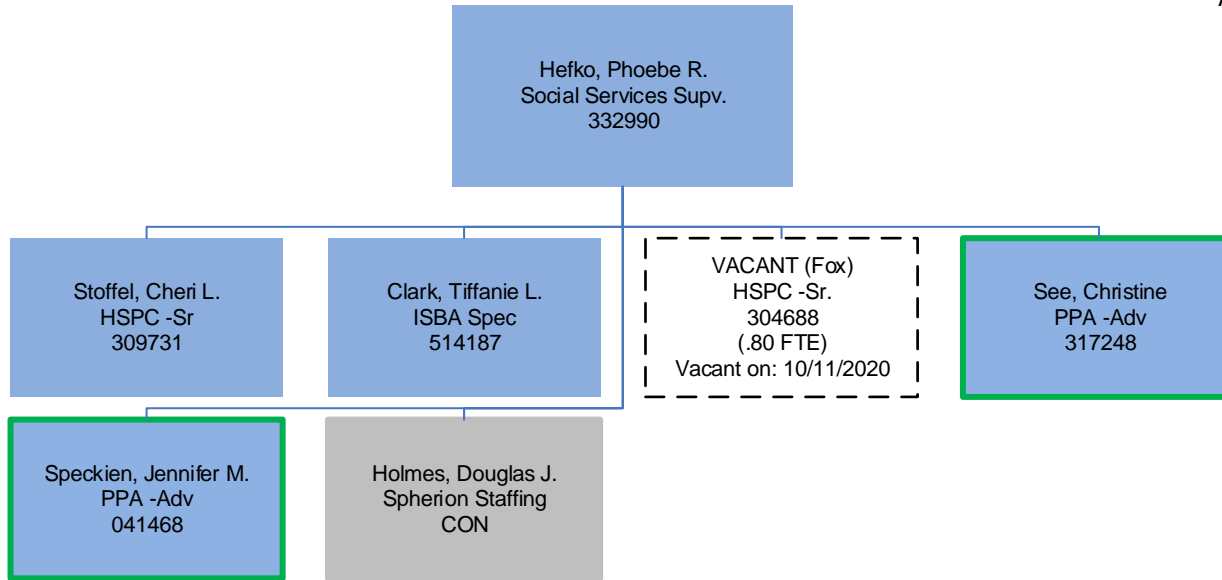 Hefko, Phoebe R.
Social Services Supv.
332990
Stoffel, Cheri L.
HSPC -Sr
309731
Clark, Tiffanie L.
ISBA Spec
514187
VACANT (Fox)
HSPC -Sr.
304688
(.80 FTE)
Vacant on: 10/11/2020
See, Christine
PPA -Adv
317248
Speckien, Jennifer M.
PPA -Adv
041468
Holmes, Douglas J.
Spherion Staffing
CON